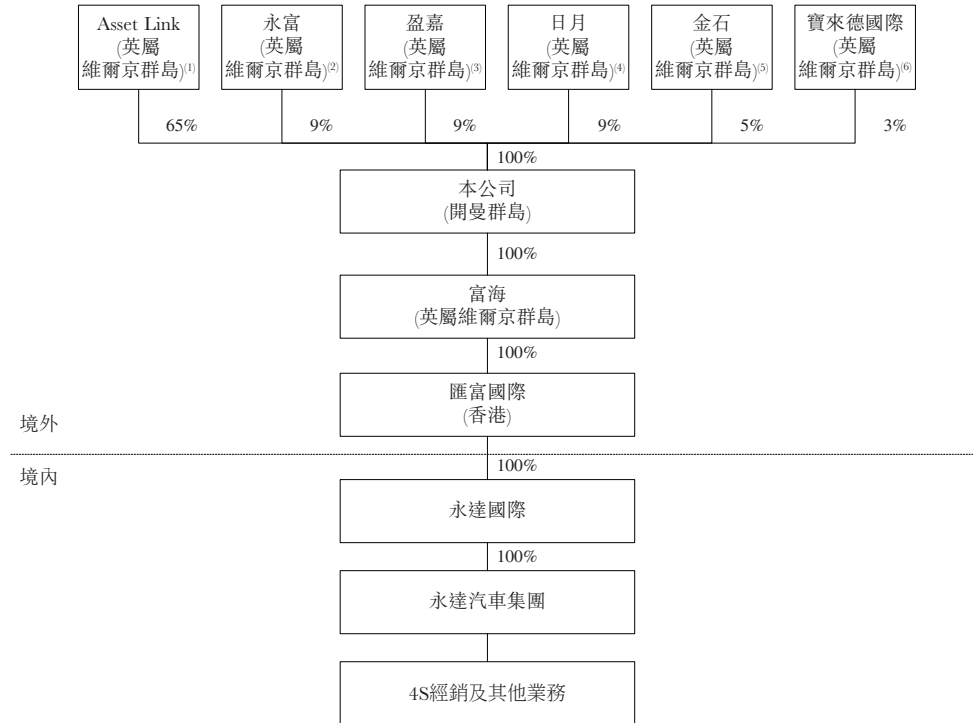 Asset Link
(英屬
維爾京群島)(1)
永富
(英屬
維爾京群島)(2)
盈嘉
(英屬
維爾京群島)(3)
日月
(英屬
維爾京群島)(4)
金石
(英屬
維爾京群島)(5)
寶來德國際
(英屬
維爾京群島)(6)
65%
9%
9%
9%
5%
3%
100%
本公司
(開曼群島)
100%
富海
(英屬維爾京群島)
100%
匯富國際
(香港)
境外
境內
100%
永達國際
100%
永達汽車集團
4S經銷及其他業務